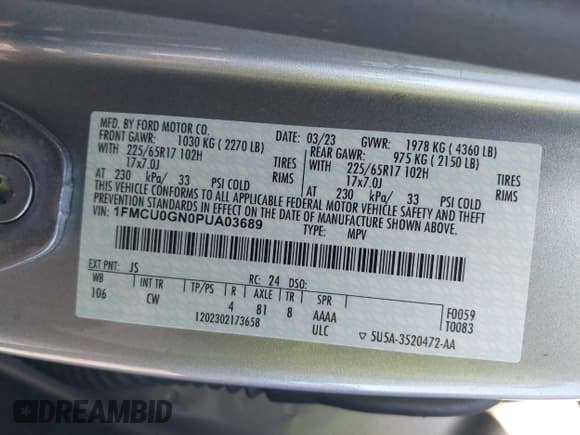 MFD. BY FORD MOTOR CO. DATE: 03/23 GVWR: 1978 KG ( 4360 LB)
FRONT GAWR: 1030 KG ( 2270 LB) REAR GAWR: 975 KG ( 2150 LB)
WITH 225/65R17 102H TIRES WITH 225/65R17 102H TIRES
17x7.0J RIMS 17x7.0J RIMS
AT 230 kPa/ 33 PSI COLD AT 230 kPa/ 33 PSI COLD
THIS VEHICLE CONFORMS TO ALL APPLICABLE FEDERAL MOTOR VEHICLE SAFETY AND THEFT
PREVENTION STANDARDS IN EFFECT ON THE DATE OF MANUFACTURE SHOWN ABOVE.
VIN: 1FMCU0GN0PUA03689 TYPE: MPV
EXT PNT: JS RC: 24 DSO:
WB INT TR TP/PS R AXLE TR SPR F0059
106 CW 4 81 8 AAAA T0083
1202302173658 ULC ▽ 5U5A-3520472-AA
DREAMBID